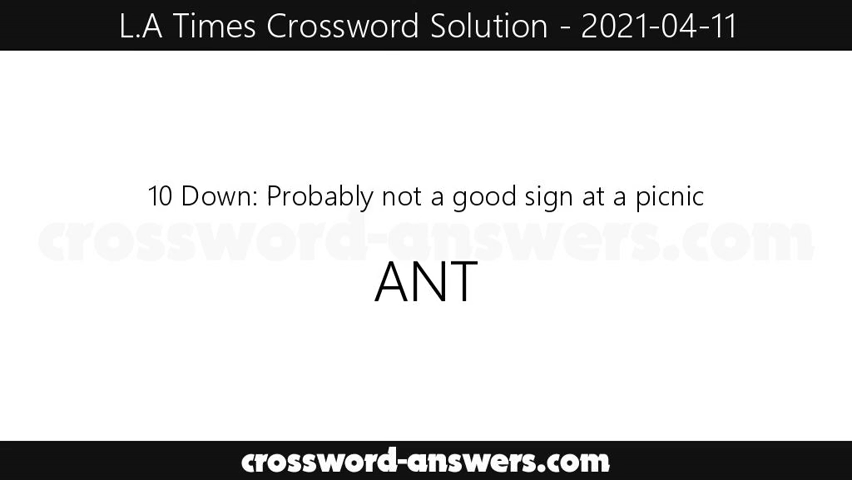 L.A Times Crossword Solution - 2021-04-11
10 Down: Probably not a good sign at a picnic
crossword-answers.com
ANT
crossword-answers.com